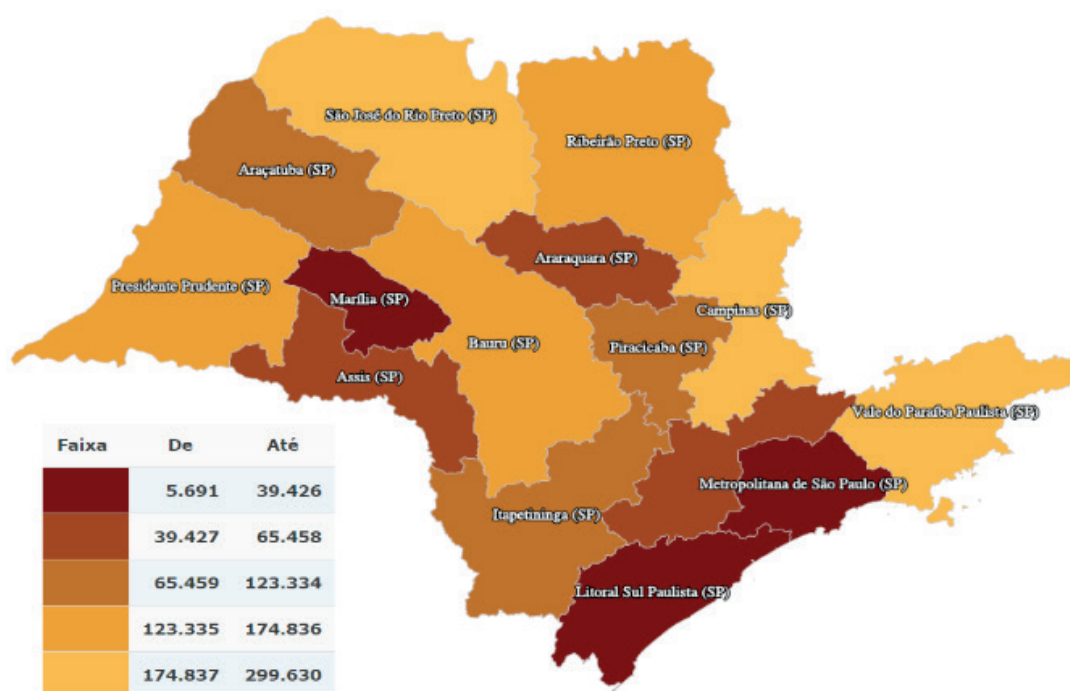 São José do Rio Preto (SP)
Ribeirão Preto (SP)
Araçatuba (SP)
Araraquara (SP)
Presidente Prudente (SP)
Marília (SP)
Campinas (SP)
Bauru (SP)
Piracicaba (SP)
Assis (SP)
Vale do Paraíba Paulista (SP)
Metropolitana de São Paulo (SP)
Itapetininga (SP)
Litoral Sul Paulista (SP)
Faixa De Até
5.691 39.426
39.427 65.458
65.459 123.334
123.335 174.836
174.837 299.630